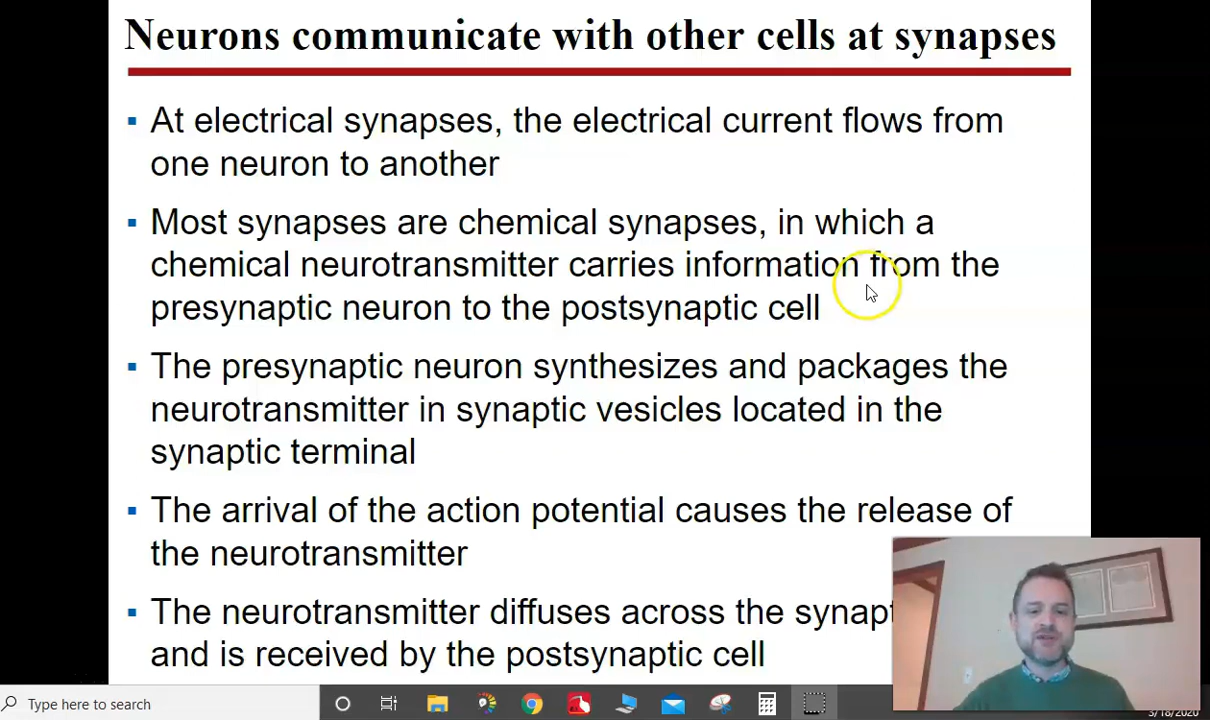 Neurons communicate with other cells at synapses
▪ At electrical synapses, the electrical current flows from
one neuron to another
▪ Most synapses are chemical synapses, in which a
chemical neurotransmitter carries information from the
presynaptic neuron to the postsynaptic cell
▪ The presynaptic neuron synthesizes and packages the
neurotransmitter in synaptic vesicles located in the
synaptic terminal
▪ The arrival of the action potential causes the release of
the neurotransmitter
▪ The neurotransmitter diffuses across the
and is received by the postsynaptic cell
Type here to search
3/18/2020